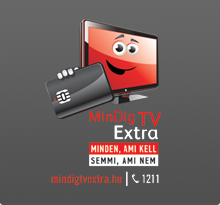 MinDig TV
Extra
MINDEN, AMI KELL
SEMMI, AMI NEM
mindigtvextra.hu | 1211